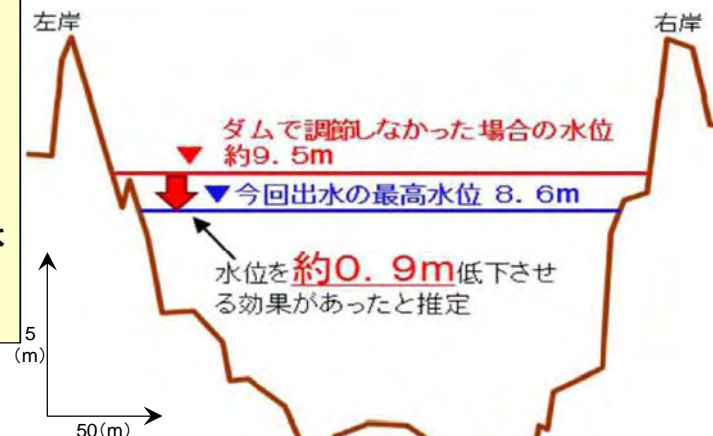 左岸
右岸
ダムで調節しなかった場合の水位
▼ 約9.5m
▼今回出水の最高水位 8.6m
水位を約0.9m低下させ
る効果があったと推定
は
5
(m)
50(m)